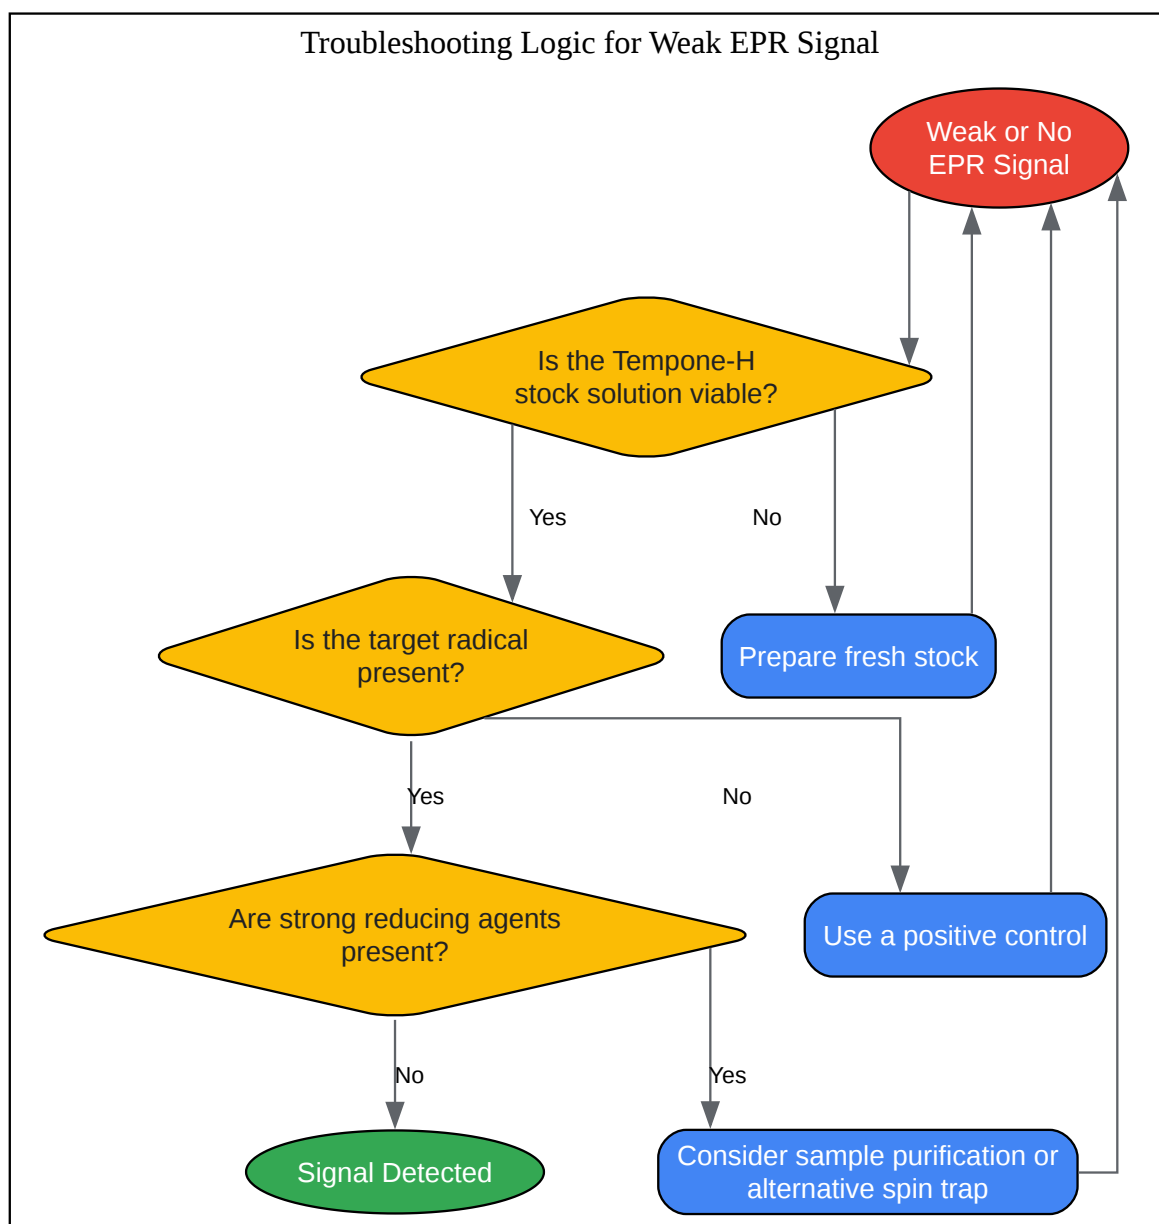 Troubleshooting Logic for Weak EPR Signal
Weak or No
EPR Signal
Is the Tempone-H
stock solution viable?
Yes
No
Is the target radical
present?
Prepare fresh stock
Yes
No
Are strong reducing agents
present?
Use a positive control
No
Yes
Signal Detected
Consider sample purification or
alternative spin trap